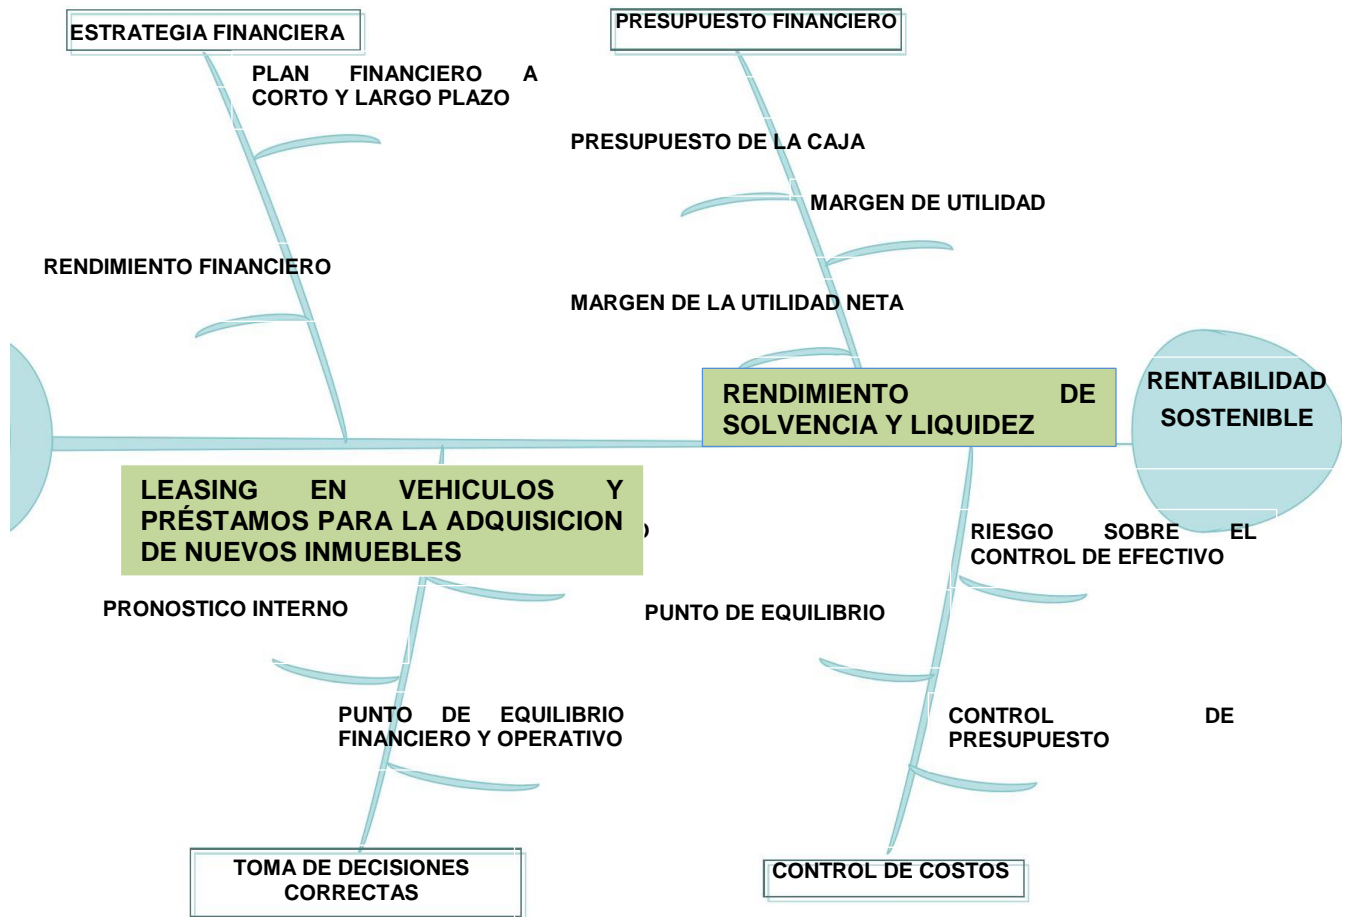 ESTRATEGIA FINANCIERA
PRESUPUESTO FINANCIERO
PLAN FINANCIERO A
CORTO Y LARGO PLAZO
PRESUPUESTO DE LA CAJA
MARGEN DE UTILIDAD
RENDIMIENTO FINANCIERO
MARGEN DE LA UTILIDAD NETA
RENDIMIENTO DE
SOLVENCIA Y LIQUIDEZ
RENTABILIDAD
SOSTENIBLE
LEASING EN VEHICULOS Y
PRÉSTAMOS PARA LA ADQUISICION
DE NUEVOS INMUEBLES
RIESGO SOBRE EL
CONTROL DE EFECTIVO
PRONOSTICO INTERNO
PUNTO DE EQUILIBRIO
PUNTO DE EQUILIBRIO
FINANCIERO Y OPERATIVO
CONTROL DE
PRESUPUESTO
TOMA DE DECISIONES
CORRECTAS
CONTROL DE COSTOS